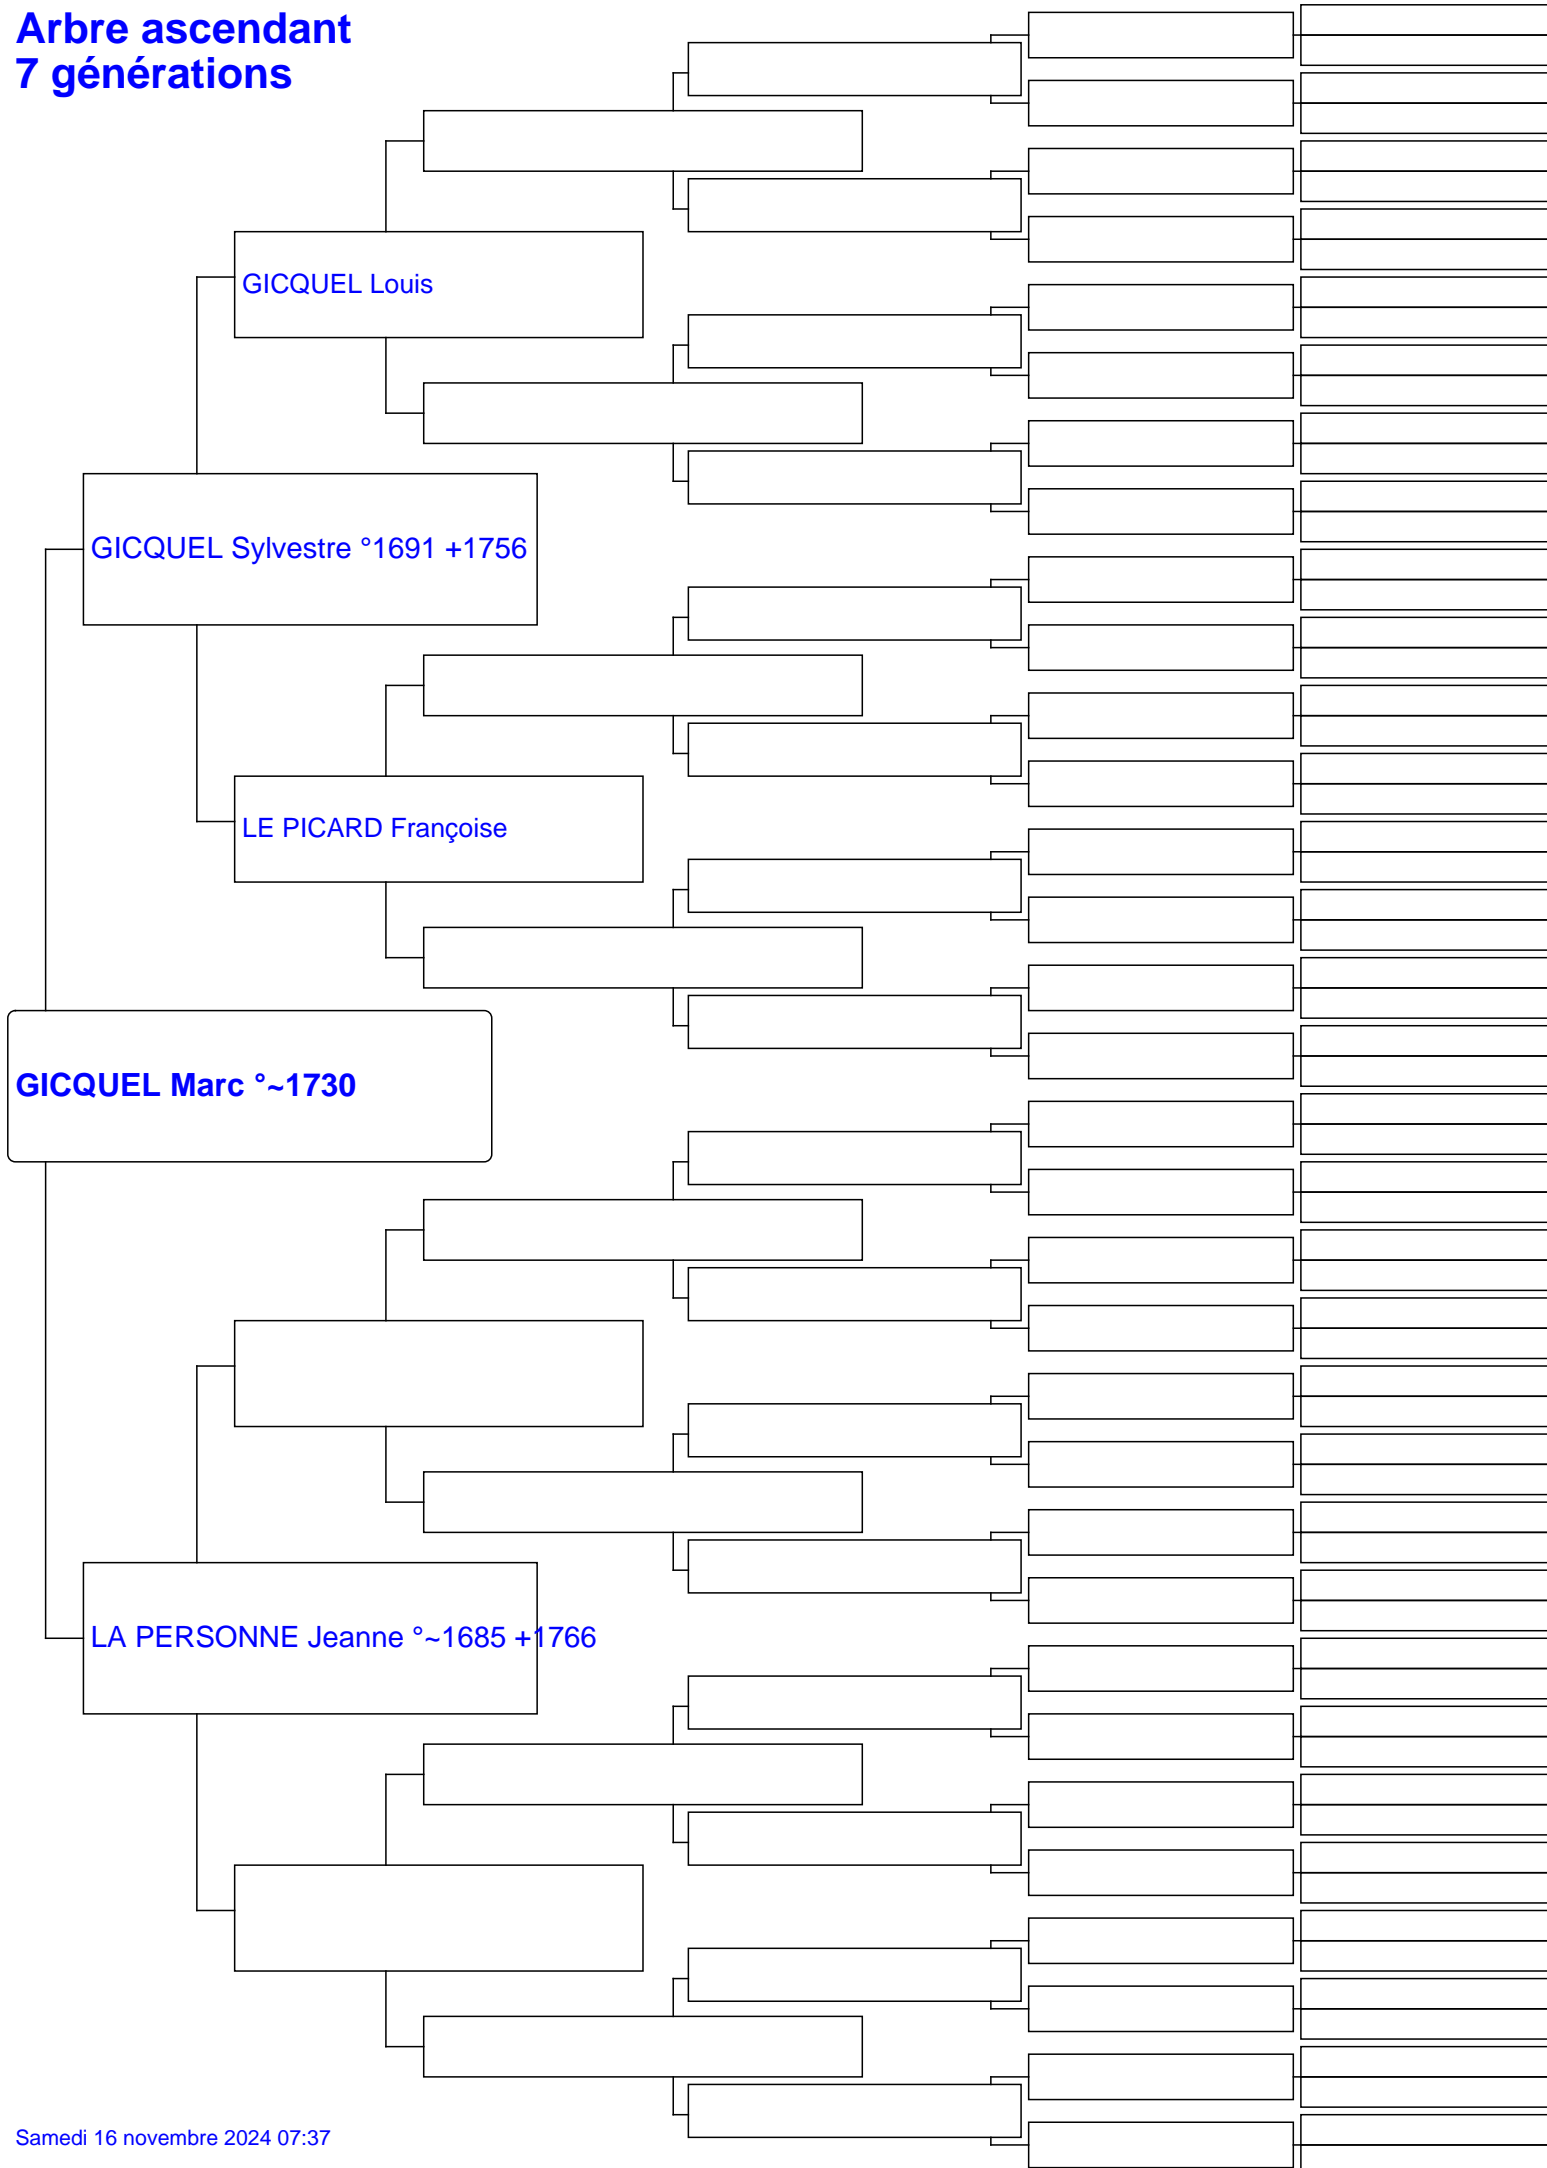 Arbre ascendant
7 générations
GICQUEL Louis
GICQUEL Sylvestre °1691 +1756
LE PICARD Françoise
GICQUEL Marc °~1730
LA PERSONNE Jeanne °~1685 +1766
Samedi 16 novembre 2024 07:37